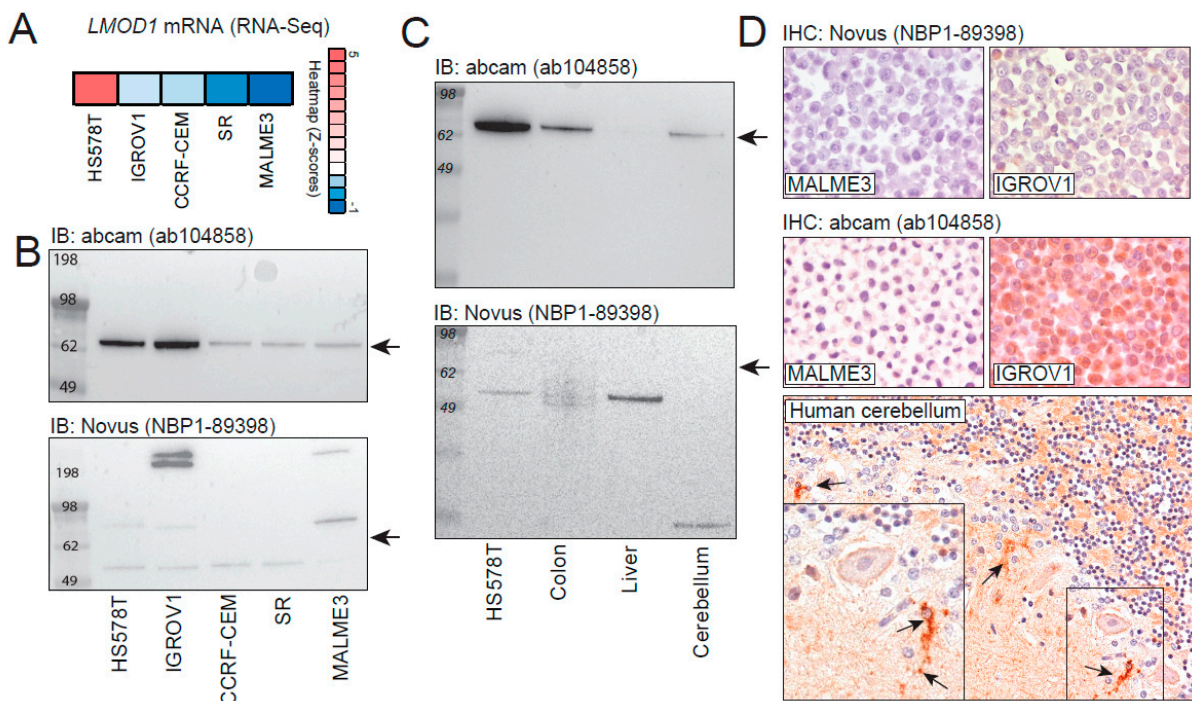 A
LMOD1 mRNA (RNA-Seq)
5
Heatmap (Z-scores)
-1
HS578T
IGROV1
CCRF-CEM
SR
MALME3
B
IB: abcam (ab104858)
198
98
62
49
IB: Novus (NBP1-89398)
198
98
62
49
HS578T
IGROV1
CCRF-CEM
SR
MALME3
C
IB: abcam (ab104858)
98
62
49
IB: Novus (NBP1-89398)
98
62
49
HS578T
Colon
Liver
Cerebellum
D
IHC: Novus (NBP1-89398)
MALME3
IGROV1
IHC: abcam (ab104858)
MALME3
IGROV1
Human cerebellum